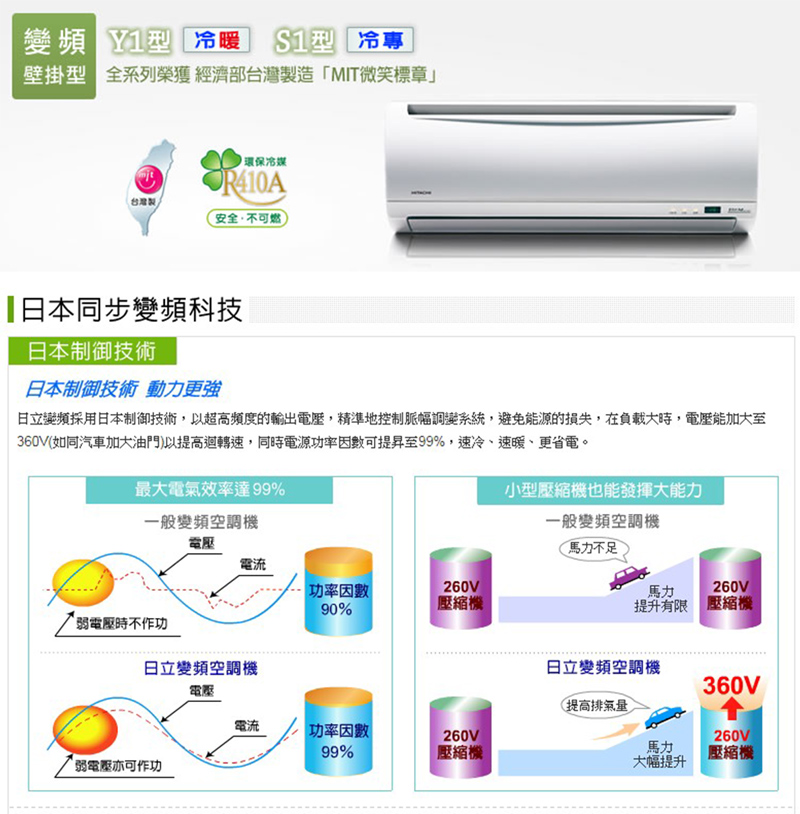 變頻
壁掛型
Y1型 冷暖 S1型 冷專
全系列榮獲 經濟部台灣製造「MIT微笑標章」
mit
台灣製
環保冷媒
R410A
安全・不可燃
HITACHI
日本同步變頻科技
日本制御技術
日本制御技術 動力更強
日立變頻採用日本制御技術，以超高頻度的輸出電壓，精準地控制脈幅調變系統，避免能源的損失，在負載大時，電壓能加大至
360V(如同汽車加大油門)以提高迴轉速，同時電源功率因數可提昇至99%，速冷、速暖、更省電。
最大電氣效率達99%
一般變頻空調機
電壓
電流
功率因數
90%
弱電壓時不作功
日立變頻空調機
電壓
電流
功率因數
99%
弱電壓亦可作功
小型壓縮機也能發揮大能力
一般變頻空調機
馬力不足
260V
壓縮機
馬力
提升有限
260V
壓縮機
日立變頻空調機
360V
提高排氣量
260V
壓縮機
馬力
大幅提升
260V
壓縮機